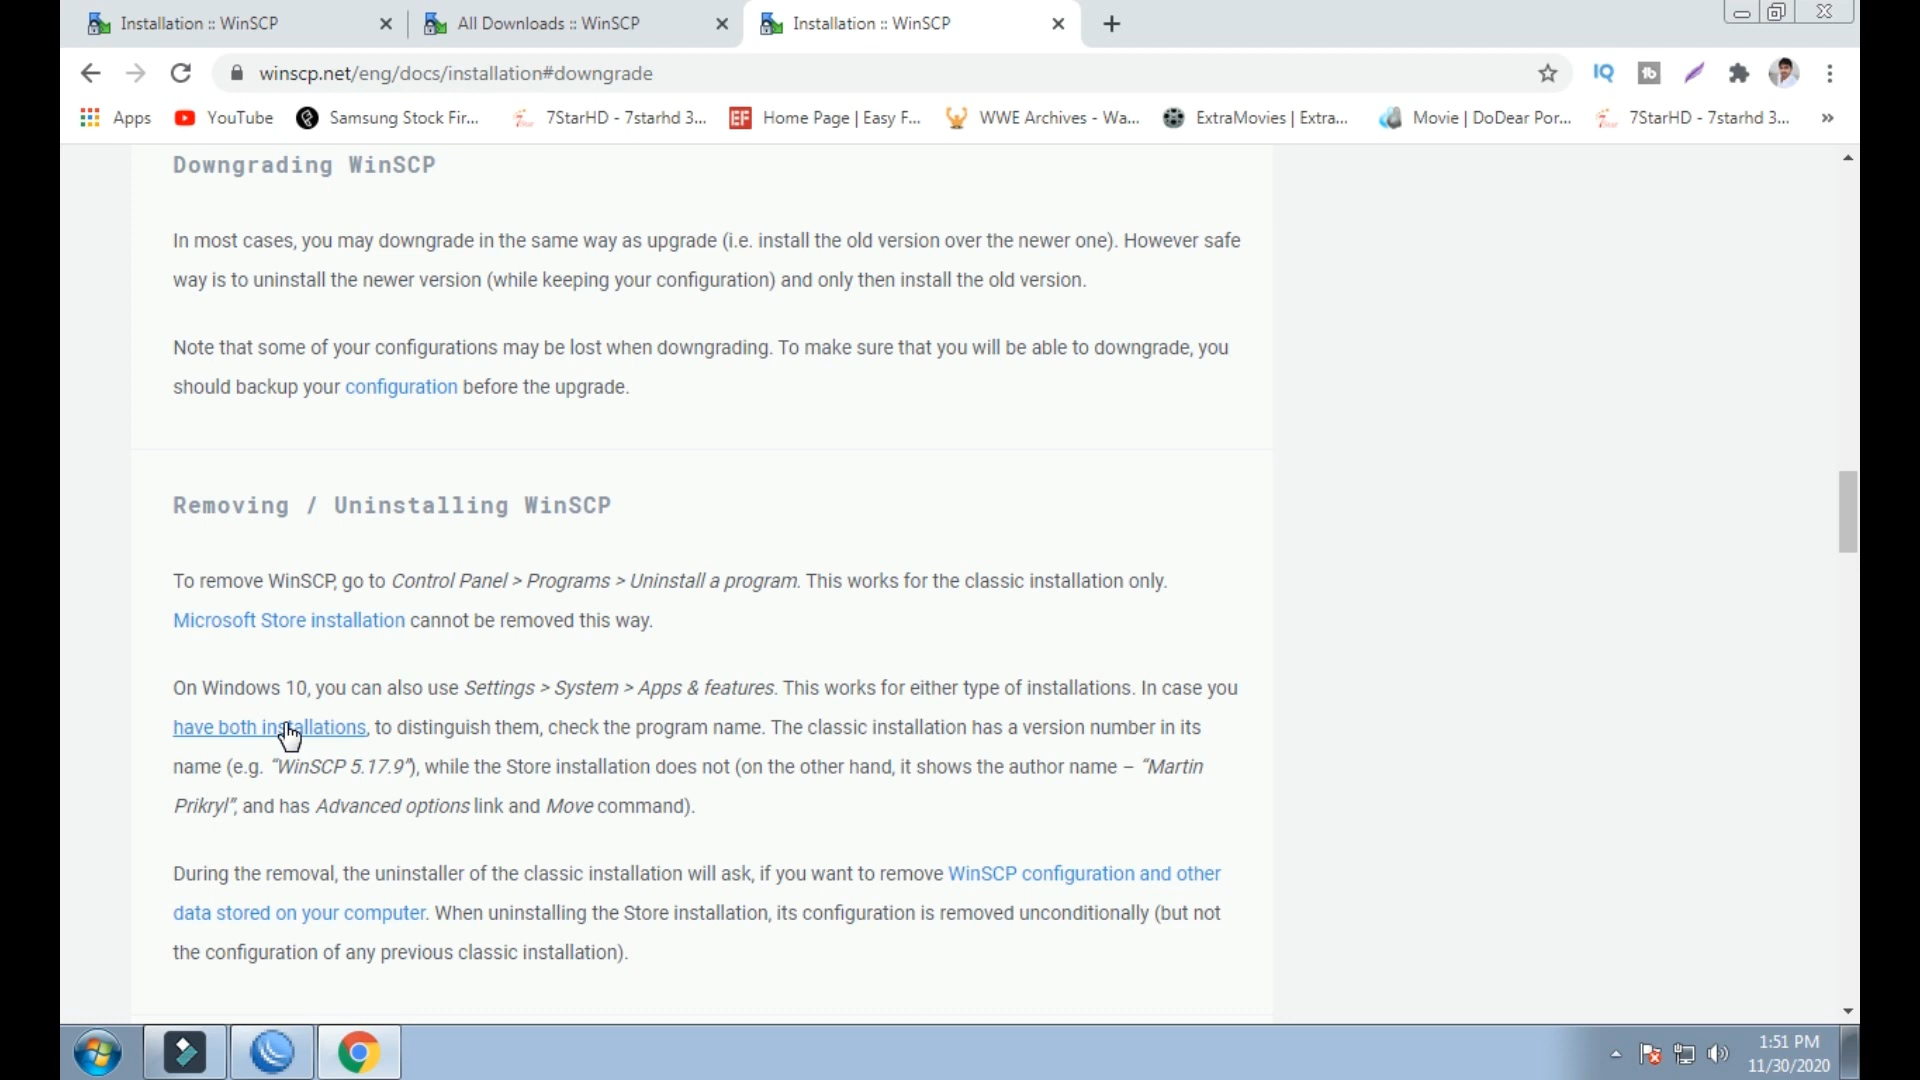 Installation :: WinSCP
All Downloads :: WinSCP
Installation :: WinSCP
winscp.net/eng/docs/installation#downgrade
IQ
tb
Apps
YouTube
Samsung Stock Fir...
7StarHD - 7starhd 3...
EF
Home Page | Easy F...
WWE Archives - Wa...
ExtraMovies | Extra...
Movie | DoDear Por...
7StarHD - 7starhd 3...
»
Downgrading WinSCP
In most cases, you may downgrade in the same way as upgrade (i.e. install the old version over the newer one). However safe
way is to uninstall the newer version (while keeping your configuration) and only then install the old version.
Note that some of your configurations may be lost when downgrading. To make sure that you will be able to downgrade, you
should backup your configuration before the upgrade.
Removing / Uninstalling WinSCP
To remove WinSCP, go to Control Panel > Programs > Uninstall a program. This works for the classic installation only.
Microsoft Store installation cannot be removed this way.
On Windows 10, you can also use Settings > System > Apps & features. This works for either type of installations. In case you
have both installations, to distinguish them, check the program name. The classic installation has a version number in its
name (e.g. “WinSCP 5.17.9”), while the Store installation does not (on the other hand, it shows the author name – “Martin
Prikryl”, and has Advanced options link and Move command).
During the removal, the uninstaller of the classic installation will ask, if you want to remove WinSCP configuration and other
data stored on your computer. When uninstalling the Store installation, its configuration is removed unconditionally (but not
the configuration of any previous classic installation).
1:51 PM
11/30/2020